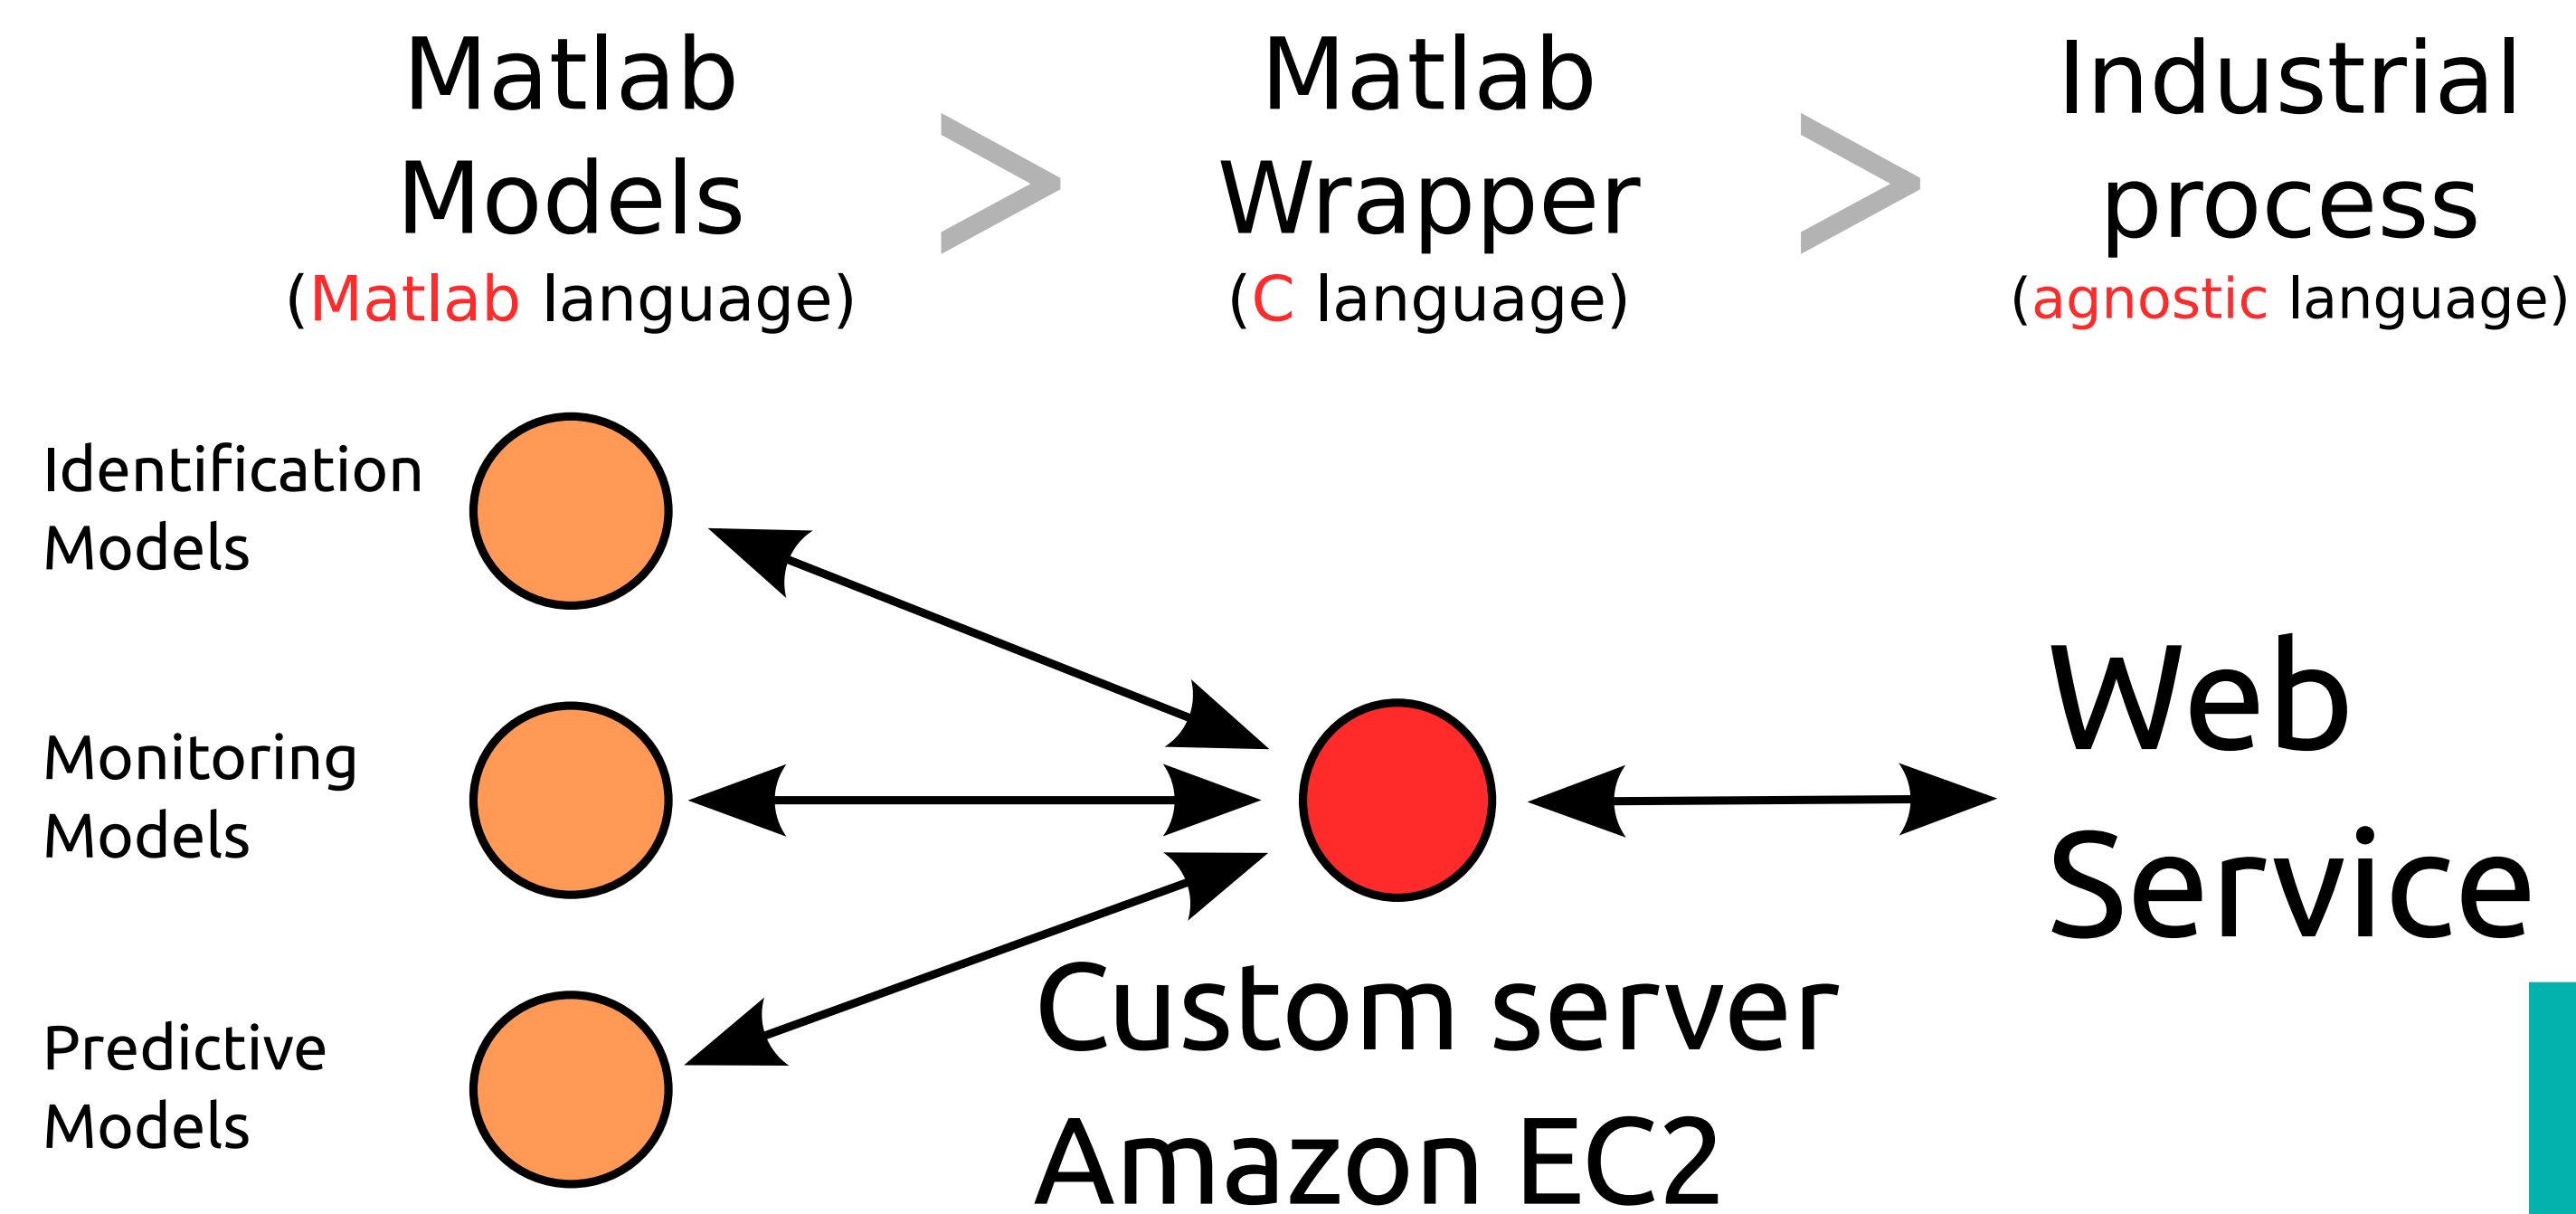 Matlab
Models
(Matlab language)
>
Matlab
Wrapper
(C language)
>
Industrial
process
(agnostic language)
Identification
Models
Monitoring
Models
Predictive
Models
Custom server
Amazon EC2
Web
Service